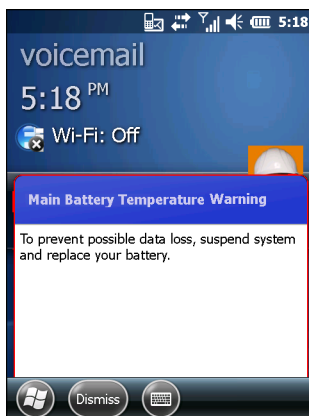 5:18
voicemail
5:18 PM
Wi-Fi: Off
Main Battery Temperature Warning
To prevent possible data loss, suspend system
and replace your battery.
Dismiss